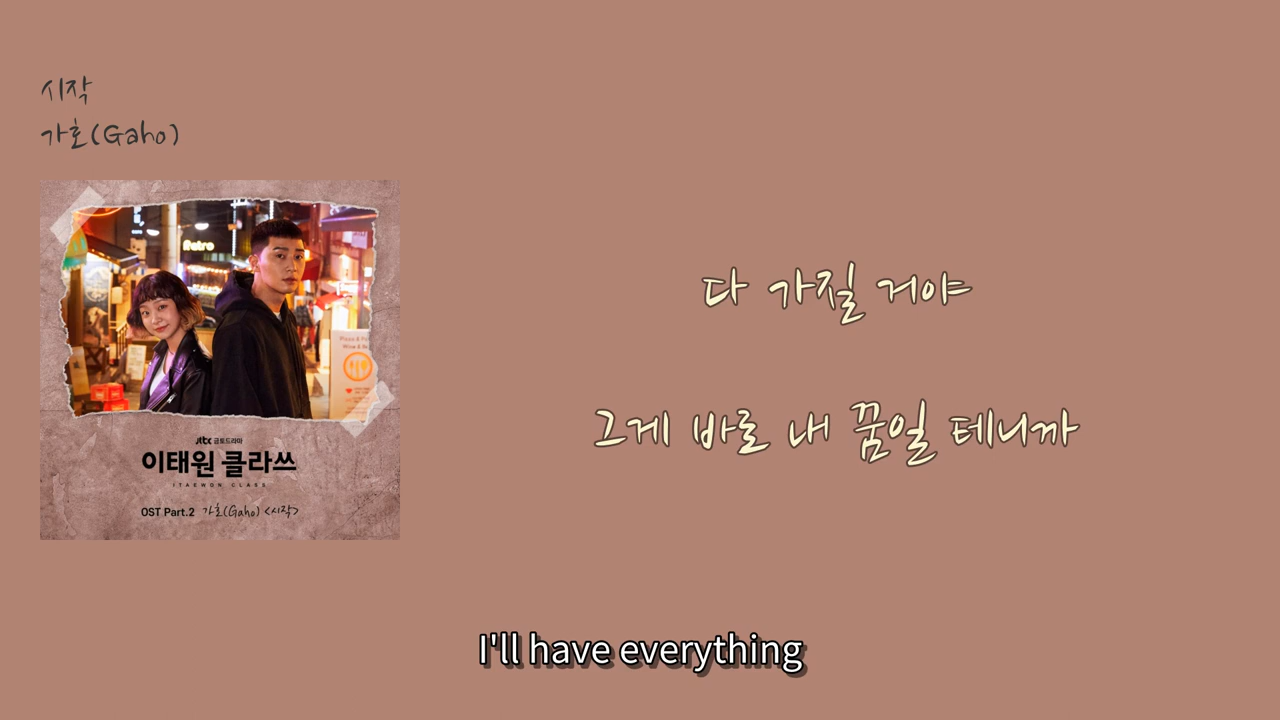 시작
가호(Gaho)
Retro
jtbc 금토드라마
이태원 클라쓰
ITAEWON CLASS
OST Part.2 가호(Gaho) <시작>
다 가질 거야
그게 바로 내 꿈일 테니까
I'll have everything